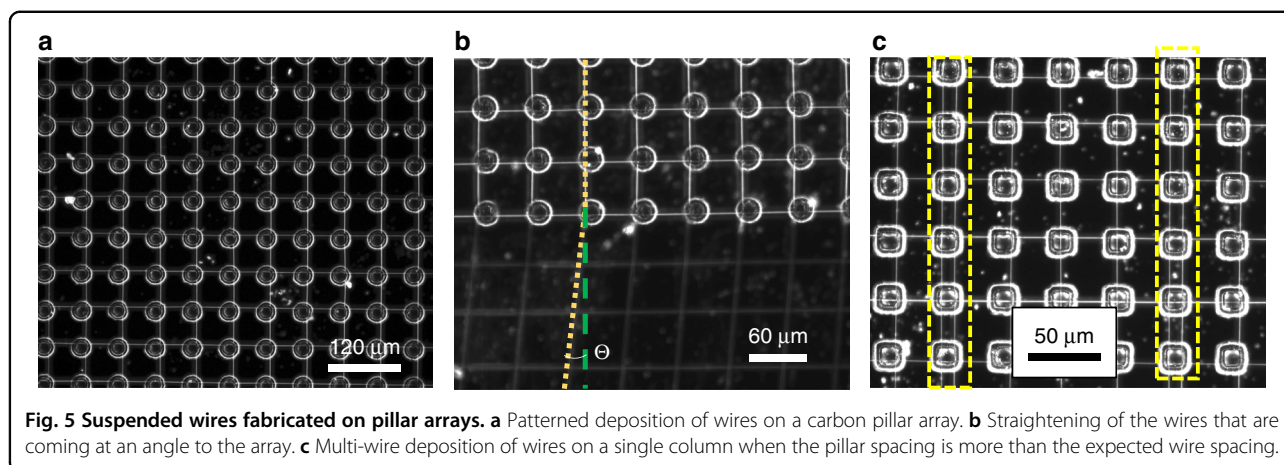 a
b
c
120 μm
Θ
60 μm
50 μm
Fig. 5 Suspended wires fabricated on pillar arrays. a Patterned deposition of wires on a carbon pillar array. b Straightening of the wires that are
coming at an angle to the array. c Multi-wire deposition of wires on a single column when the pillar spacing is more than the expected wire spacing.